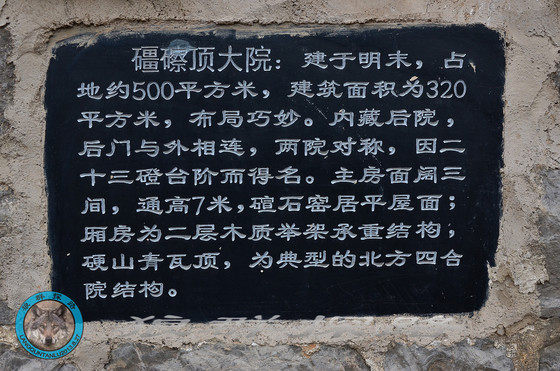 礓礤顶大院：建于明末，占
地约500平方米，建筑面积为320
平方米，布局巧妙。内藏后院，
后门与外相连，两院对称，因二
十三磴台阶而得名。主房面阔三
间，通高7米，碹石窑居平屋面；
厢房为二层木质举架承重结构，
硬山青瓦顶，为典型的北方四合
院结构。